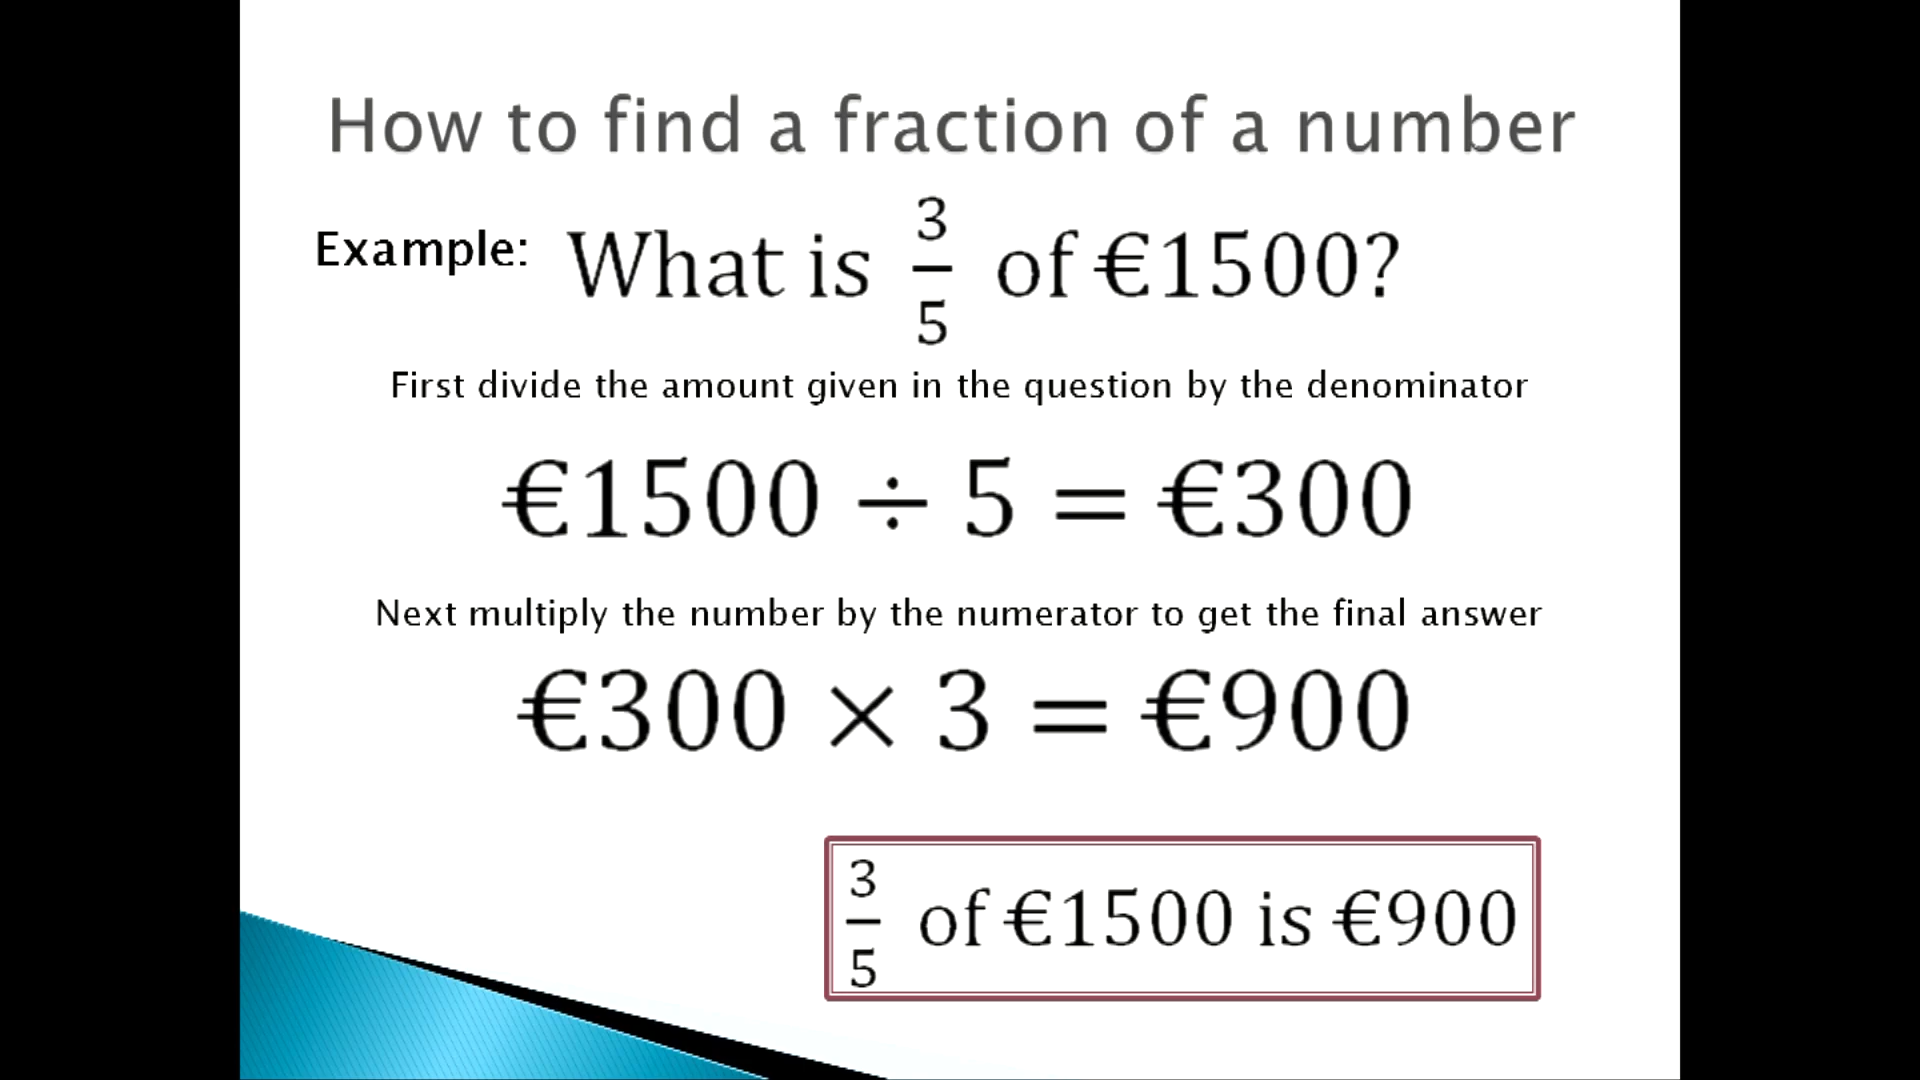 How to find a fraction of a number
Example: What is 3/5 of €1500?
First divide the amount given in the question by the denominator
€1500 ÷ 5 = €300
Next multiply the number by the numerator to get the final answer
€300 × 3 = €900
3/5 of €1500 is €900